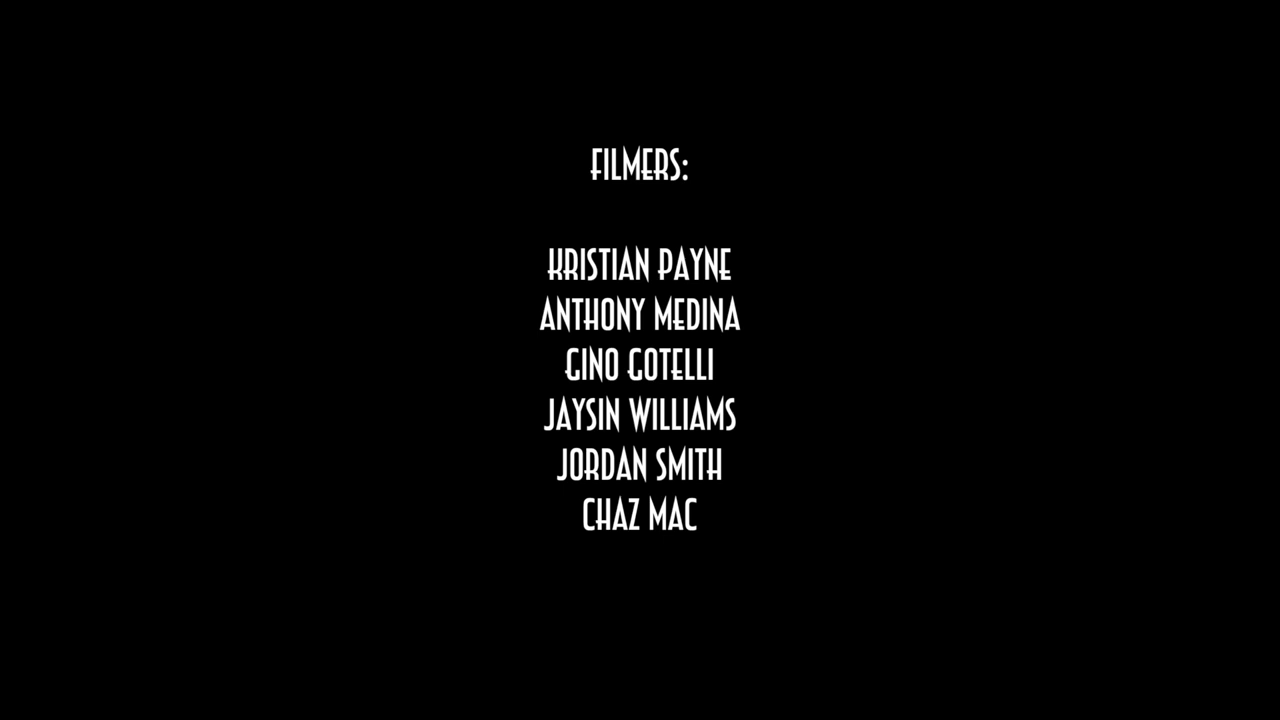 FILMERS:
KRISTIAN PAYNE
ANTHONY MEDINA
GINO GOTELLI
JAYSIN WILLIAMS
JORDAN SMITH
CHAZ MAC